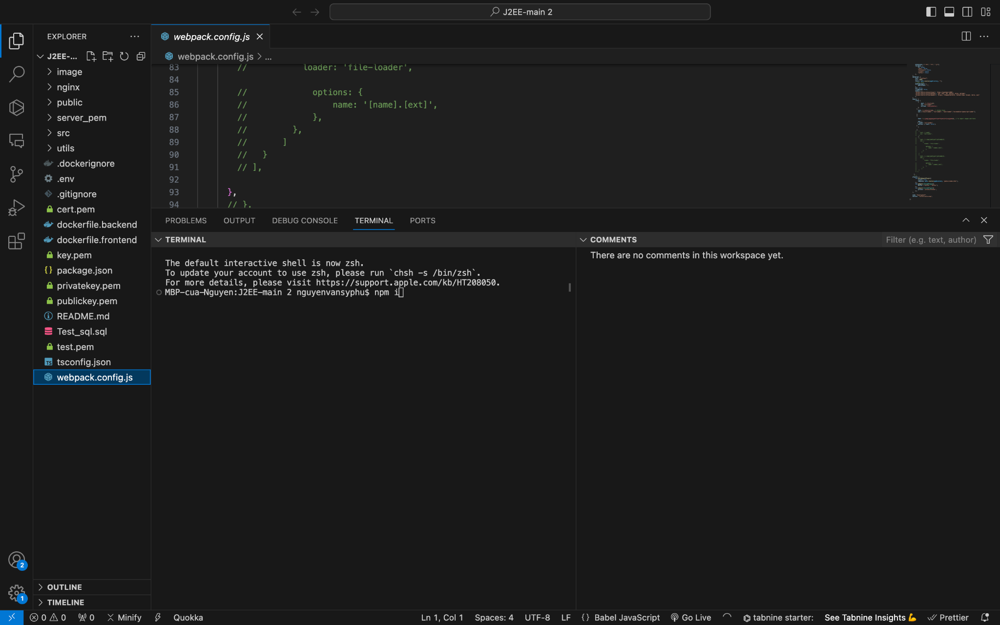 J2EE-main 2
EXPLORER
webpack.config.js
J2EE-...
webpack.config.js > ...
image
nginx
public
server_pem
src
utils
.dockerignore
.env
.gitignore
cert.pem
dockerfile.backend
dockerfile.frontend
key.pem
package.json
privatekey.pem
publickey.pem
README.md
Test_sql.sql
test.pem
tsconfig.json
webpack.config.js
83 // loader: 'file-loader',
84
85 // options: {
86 // name: '[name].[ext]',
87 // },
88 // },
89 // ]
90 // }
91 // ],
92
93 },
94 // },
PROBLEMS OUTPUT DEBUG CONSOLE TERMINAL PORTS
TERMINAL
The default interactive shell is now zsh.
To update your account to use zsh, please run `chsh -s /bin/zsh`.
For more details, please visit https://support.apple.com/kb/HT208050.
MBP-cua-Nguyen:J2EE-main 2 nguyenvansyphu$ npm i
COMMENTS
Filter (e.g. text, author)
There are no comments in this workspace yet.
2
1
OUTLINE
TIMELINE
0 0 0 Minify Quokka Ln 1, Col 1 Spaces: 4 UTF-8 LF {} Babel JavaScript Go Live tabnine starter: See Tabnine Insights 💪 Prettier